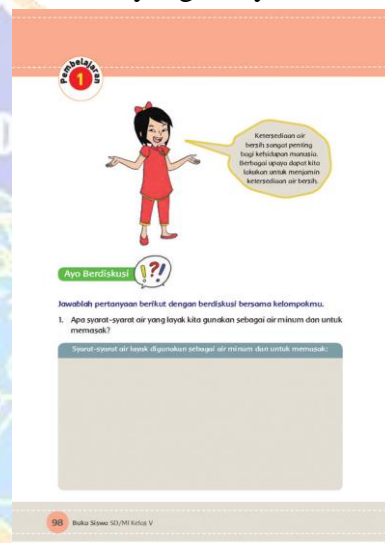 Pembelajaran
1
Ketersediaan air
bersih sangat penting
bagi kehidupan manusia.
Berbagai upaya dapat kita
lakukan untuk menjamin
ketersediaan air bersih.
Ayo Berdiskusi
Jawablah pertanyaan berikut dengan berdiskusi bersama kelompokmu.
1. Apa syarat-syarat air yang layak kita gunakan sebagai air minum dan untuk
memasak?
Syarat-syarat air layak digunakan sebagai air minum dan untuk memasak:
98 Buku Siswa SD/MI Kelas V